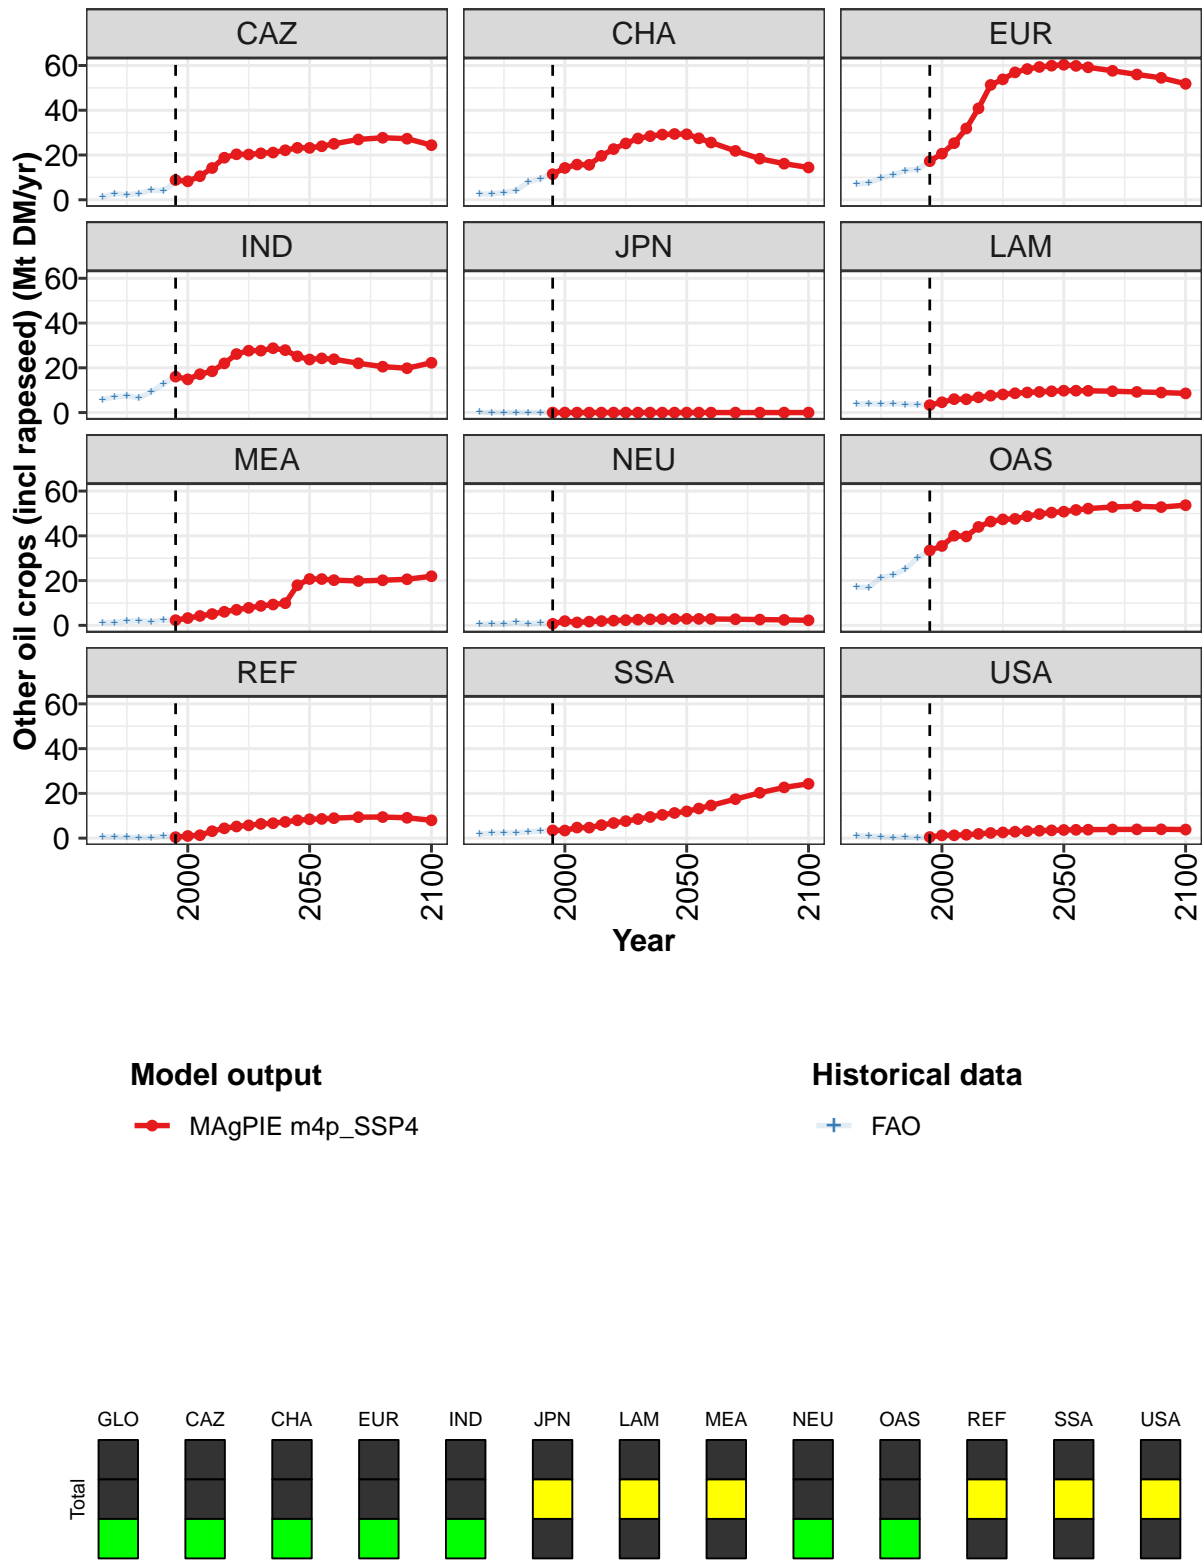 CAZ CHA EUR
60
40
20
0
IND JPN LAM
60
40
20
0
MEA NEU OAS
60
40
20
0
REF SSA USA
60
40
20
0
Other oil crops (incl rapeseed) (Mt DM/yr)
2000 2050 2100 2000 2050 2100 2000 2050 2100
Year
Model output Historical data
MAgPIE m4p_SSP4 FAO
GLO CAZ CHA EUR IND JPN LAM MEA NEU OAS REF SSA USA
Total